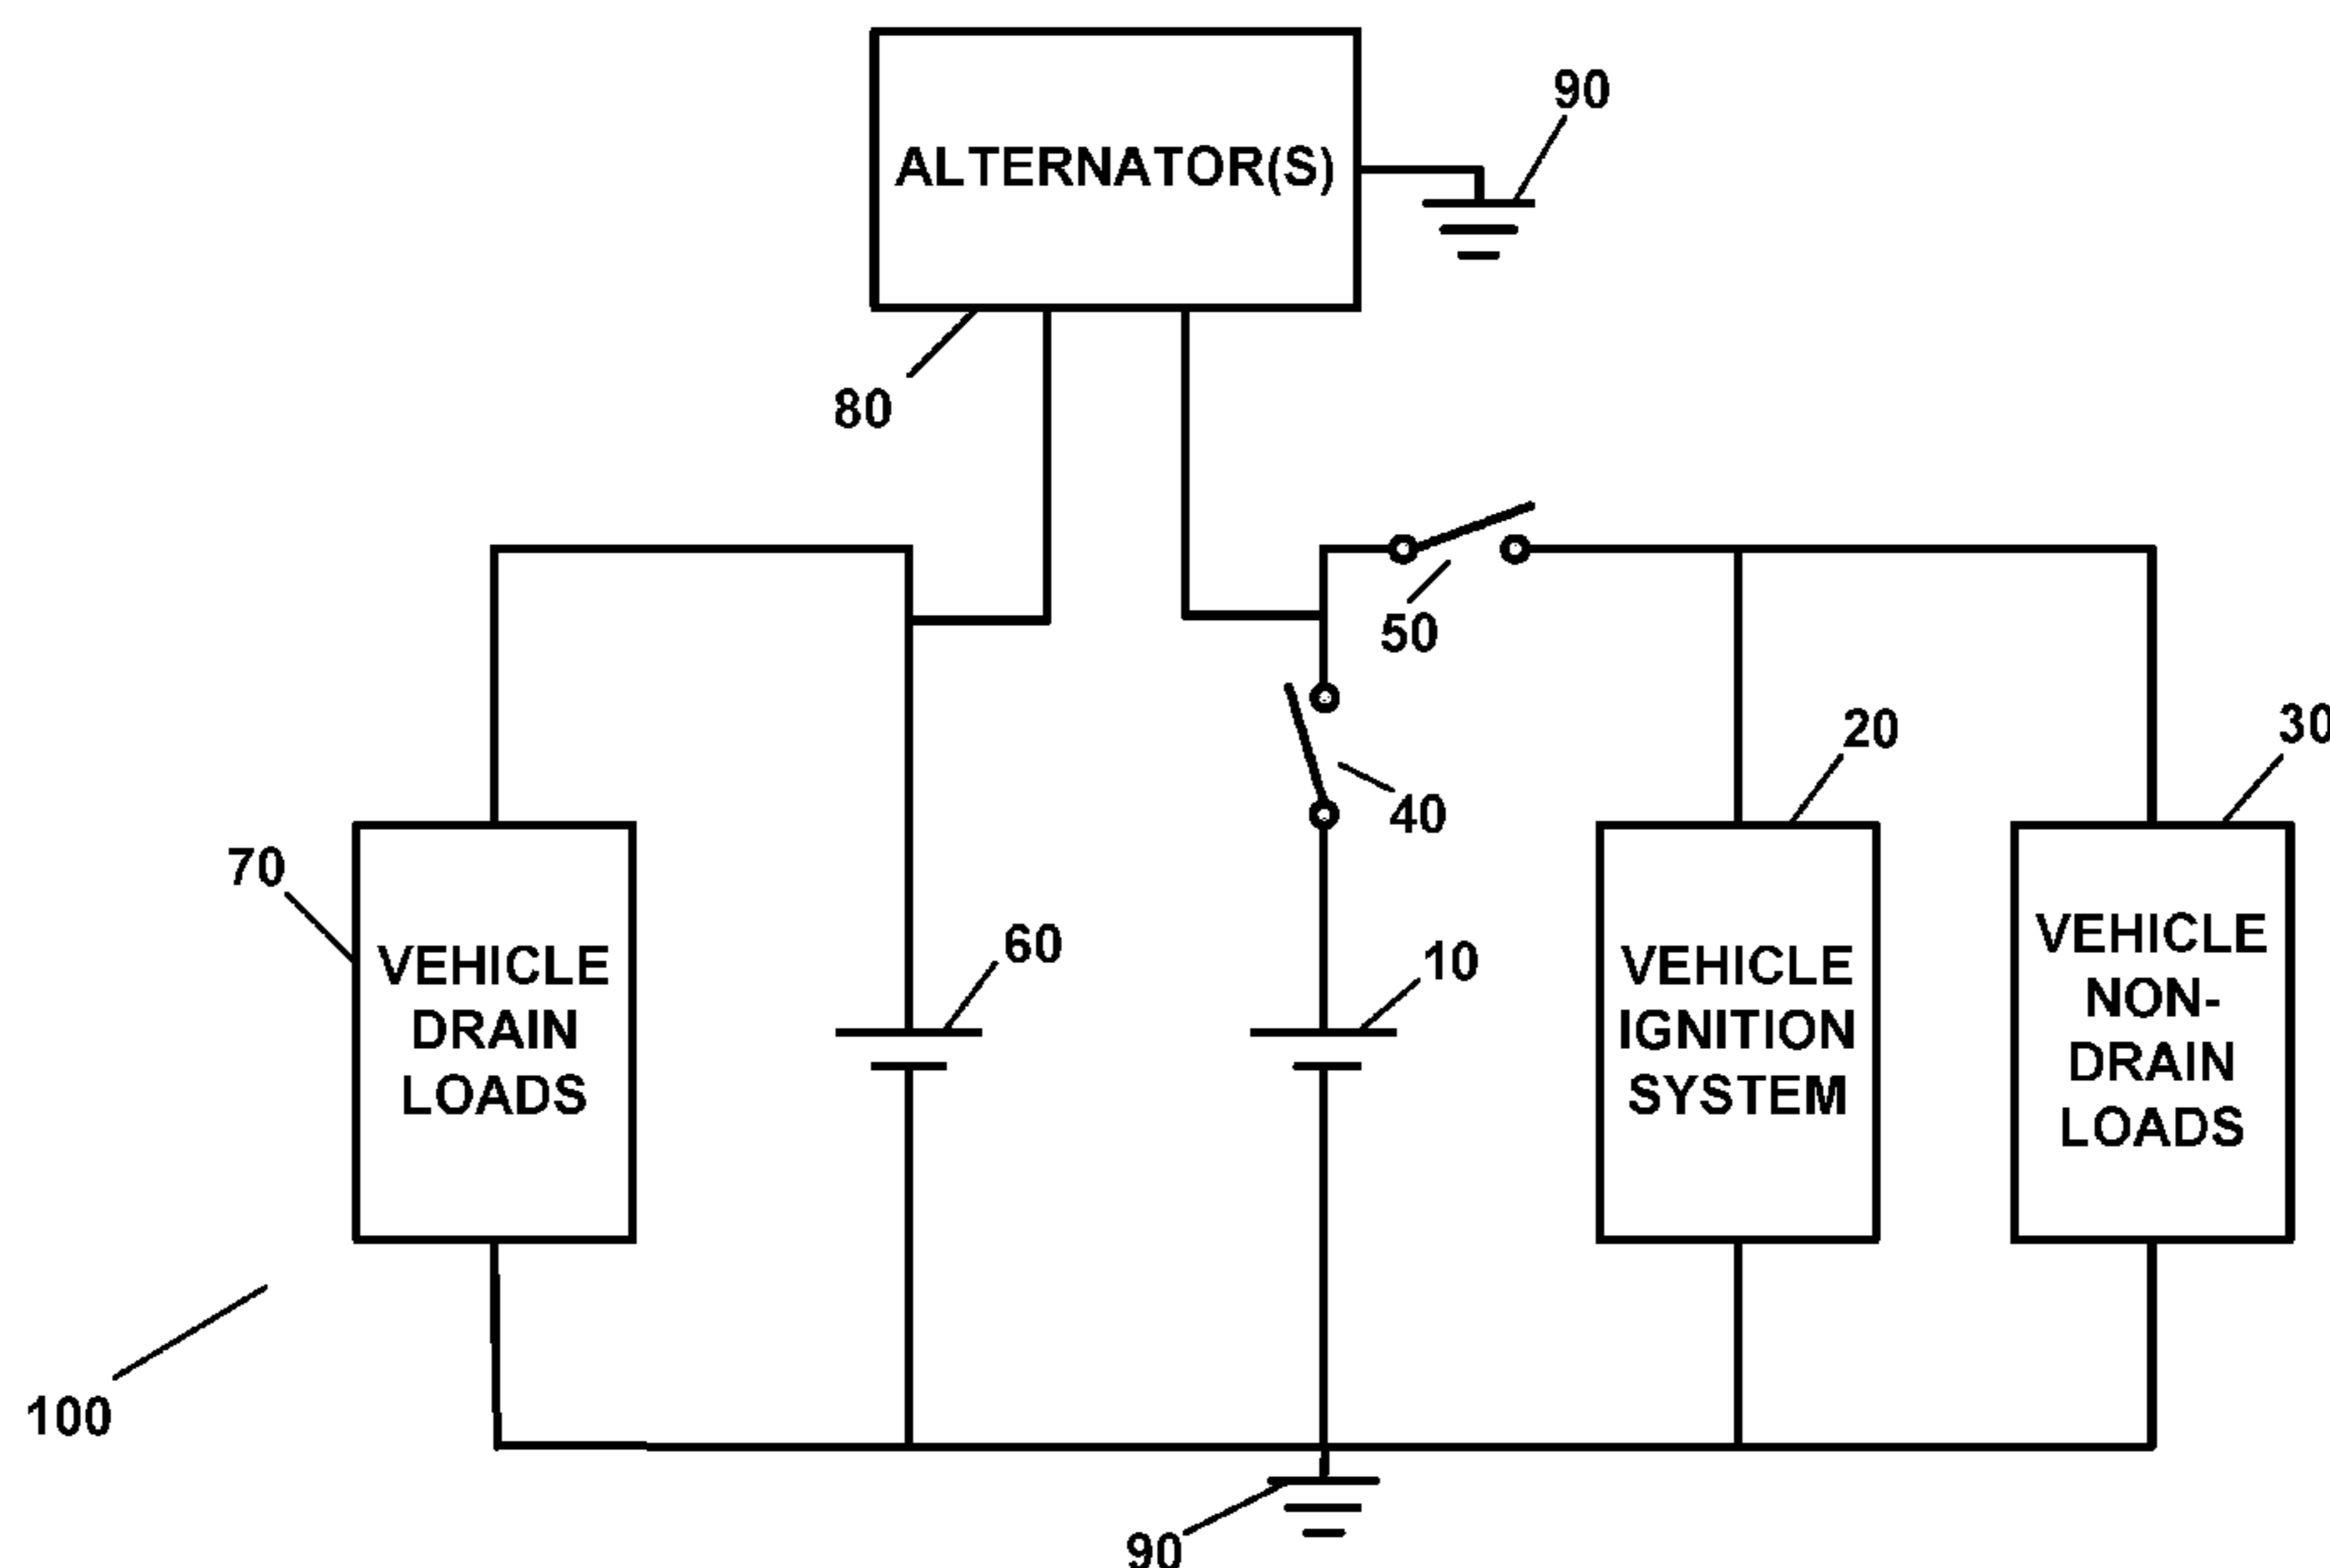 90
ALTERNATOR(S)
80
50
20
30
40
70
60
10
VEHICLE
DRAIN
LOADS
VEHICLE
IGNITION
SYSTEM
VEHICLE
NON-
DRAIN
LOADS
100
90